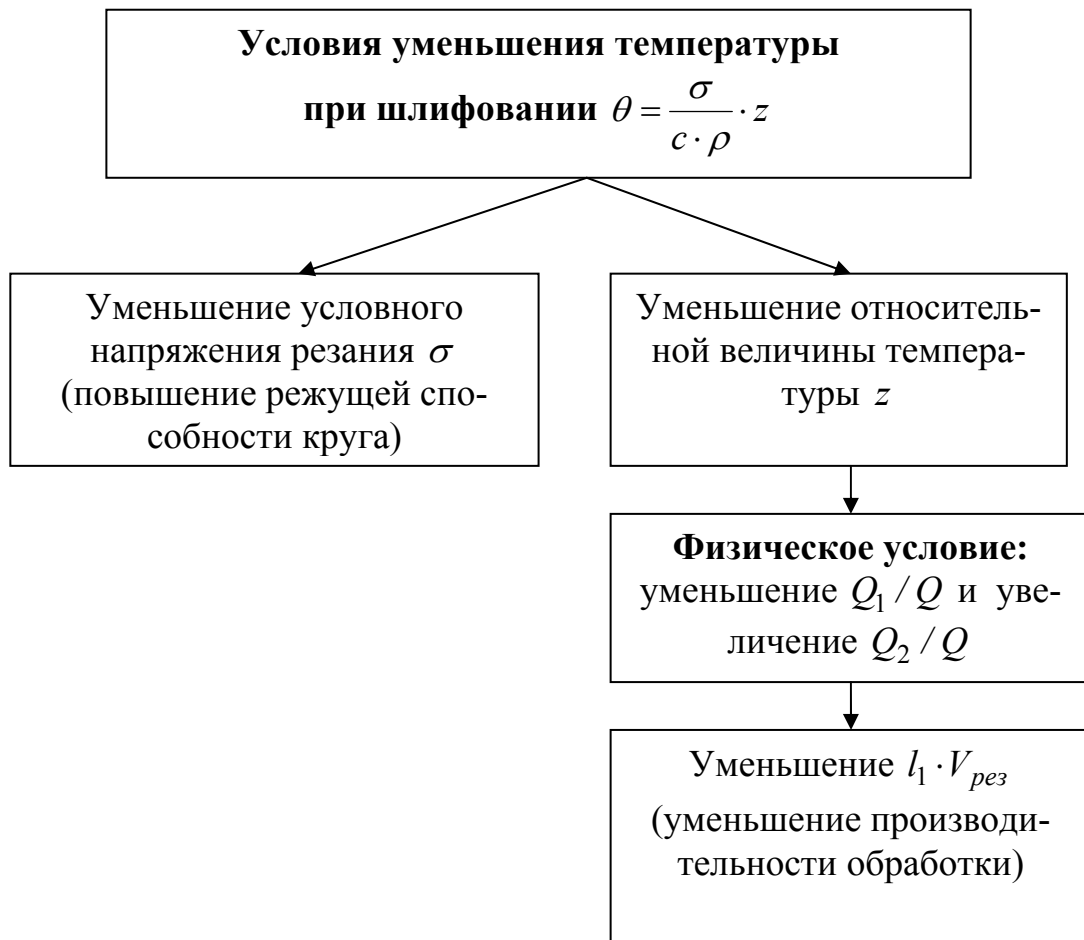 Условия уменьшения температуры
при шлифовании θ = σ / (c · ρ) · z
Уменьшение условного
напряжения резания σ
(повышение режущей спо-
собности круга)
Уменьшение относитель-
ной величины темпера-
туры z
Физическое условие:
уменьшение Q₁ / Q и уве-
личение Q₂ / Q
Уменьшение l₁ · Vрез
(уменьшение производи-
тельности обработки)